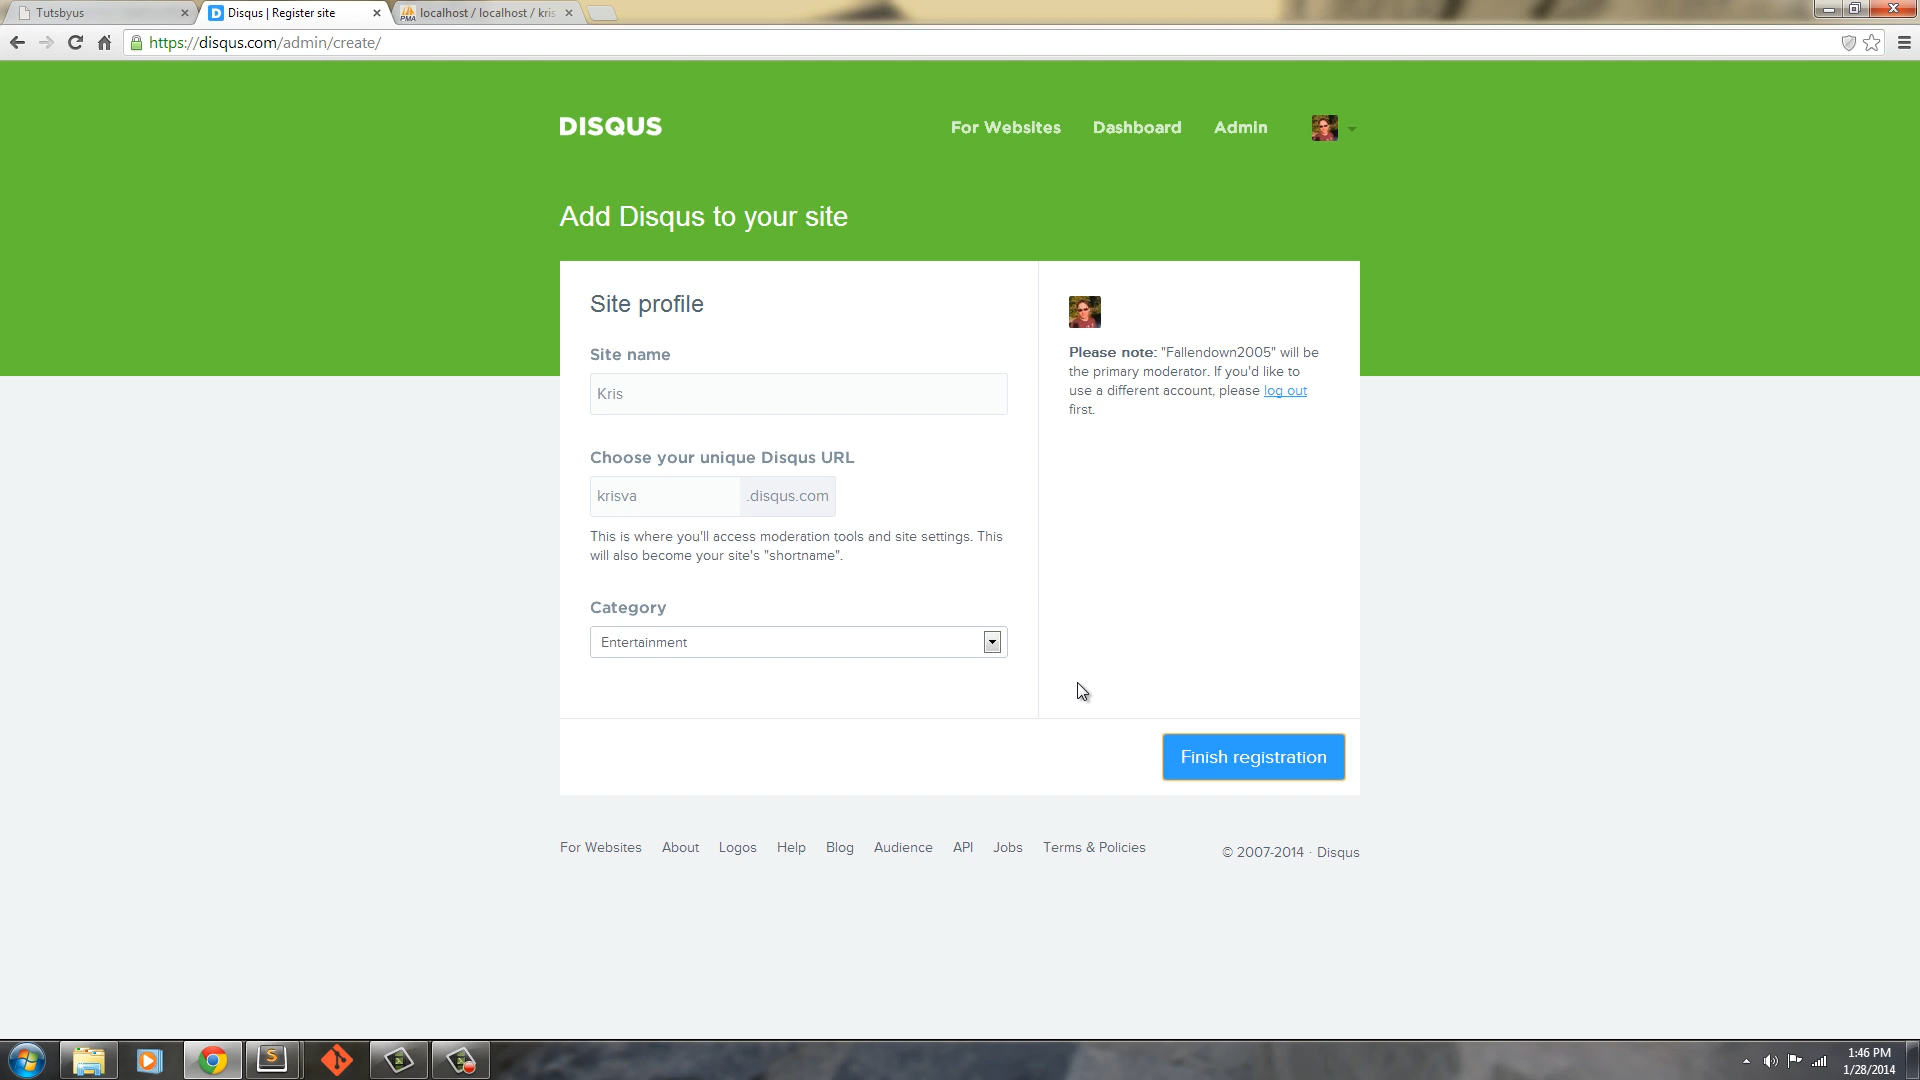 Tutsbyus
Disqus | Register site
localhost / localhost / kris
https://disqus.com/admin/create/
DISQUS
For Websites
Dashboard
Admin
Add Disqus to your site
Site profile
Site name
Kris
Choose your unique Disqus URL
krisva
.disqus.com
This is where you'll access moderation tools and site settings. This
will also become your site's "shortname".
Category
Entertainment
Please note: "Fallendown2005" will be
the primary moderator. If you'd like to
use a different account, please log out
first.
Finish registration
For Websites
About
Logos
Help
Blog
Audience
API
Jobs
Terms & Policies
© 2007-2014 · Disqus
1:46 PM
1/28/2014